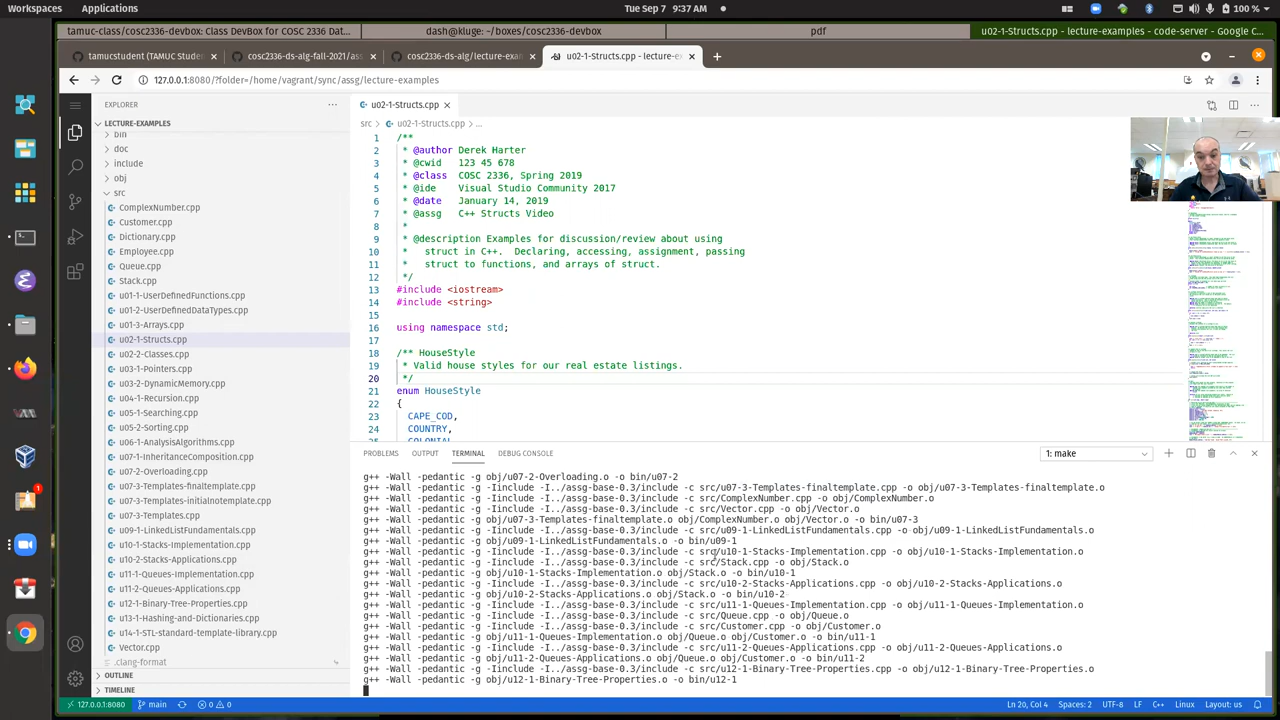 Workspaces Applications Tue Sep 7 9:37 AM 100 %
tamuc-class/cosc2336-devbox: Class DevBox for COSC 2336 Dat... dash@kluge: ~/boxes/cosc2336-devbox pdf u02-1-Structs.cpp - lecture-examples - code-server - Google C...
tamucstudent (TAMUC Studen cosc2336-ds-alg-fall-2021/ass cosc2336-ds-alg/lecture-exam u02-1-Structs.cpp - lecture-ex
127.0.0.1:8080/?folder=/home/vagrant/sync/assg/lecture-examples
EXPLORER
LECTURE-EXAMPLES
bin
doc
include
obj
src
ComplexNumber.cpp
Customer.cpp
Dictionary.cpp
Employee.cpp
Queue.cpp
Stack.cpp
u01-1-UserDefinedFunctions.cpp
u01-2-UserDefinedDataTypes.cpp
u01-3-Arrays.cpp
u02-1-Structs.cpp
u02-2-Classes.cpp
u03-1-Pointers.cpp
u03-2-DynamicMemory.cpp
u04-1-Recursion.cpp
u05-1-Searching.cpp
u05-2-Sorting.cpp
u06-1-AnalysisAlgorithms.cpp
u07-1-InheritanceComposition.cpp
u07-2-Overloading.cpp
u07-3-Templates-finaltemplate.cpp
u07-3-Templates-initialnotemplate.cpp
u07-3-Templates.cpp
u09-1-LinkedListFundamentals.cpp
u10-1-Stacks-Implementation.cpp
u10-2-Stacks-Applications.cpp
u11-1-Queues-Implementation.cpp
u11-2-Queues-Applications.cpp
u12-1-Binary-Tree-Properties.cpp
u13-1-Hashing-and-Dictionaries.cpp
u14-1-STL-standard-template-library.cpp
Vector.cpp
.clang-format
OUTLINE
TIMELINE
u02-1-Structs.cpp
src u02-1-Structs.cpp ...
1 /**
2 * @author Derek Harter
3 * @cwid 123 45 678
4 * @class COSC 2336, Spring 2019
5 * @ide Visual Studio Community 2017
6 * @date January 14, 2019
7 * @assg C++ Structs Video
8 *
9 * @description Examples for discussion/review about using
10 * struct in C++. Declaring, accessing, assignment, passing
11 * struct to functions, and arrays of struct.
12 */
13 #include <iostream>
14 #include <string>
15
16 using namespace std;
17
18 /** HouseStyle
19 * Valid house styles for our real estate listings.
20 */
21 enum HouseStyle
22 {
23 CAPE_COD,
24 COUNTRY,
25 COLONIAL
PROBLEMS OUTPUT TERMINAL DEBUG CONSOLE 1: make
g++ -Wall -pedantic -g obj/u07-2-Overloading.o -o bin/u07-2
g++ -Wall -pedantic -g -Iinclude -I../assg-base-0.3/include -c src/u07-3-Templates-finaltemplate.cpp -o obj/u07-3-Templates-finaltemplate.o
g++ -Wall -pedantic -g -Iinclude -I../assg-base-0.3/include -c src/ComplexNumber.cpp -o obj/ComplexNumber.o
g++ -Wall -pedantic -g -Iinclude -I../assg-base-0.3/include -c src/Vector.cpp -o obj/Vector.o
g++ -Wall -pedantic -g obj/u07-3-Templates-finaltemplate.o obj/ComplexNumber.o obj/Vector.o -o bin/u07-3
g++ -Wall -pedantic -g -Iinclude -I../assg-base-0.3/include -c src/u09-1-LinkedListFundamentals.cpp -o obj/u09-1-LinkedListFundamentals.o
g++ -Wall -pedantic -g obj/u09-1-LinkedListFundamentals.o -o bin/u09-1
g++ -Wall -pedantic -g -Iinclude -I../assg-base-0.3/include -c src/u10-1-Stacks-Implementation.cpp -o obj/u10-1-Stacks-Implementation.o
g++ -Wall -pedantic -g -Iinclude -I../assg-base-0.3/include -c src/Stack.cpp -o obj/Stack.o
g++ -Wall -pedantic -g obj/u10-1-Stacks-Implementation.o obj/Stack.o -o bin/u10-1
g++ -Wall -pedantic -g -Iinclude -I../assg-base-0.3/include -c src/u10-2-Stacks-Applications.cpp -o obj/u10-2-Stacks-Applications.o
g++ -Wall -pedantic -g obj/u10-2-Stacks-Applications.o obj/Stack.o -o bin/u10-2
g++ -Wall -pedantic -g -Iinclude -I../assg-base-0.3/include -c src/u11-1-Queues-Implementation.cpp -o obj/u11-1-Queues-Implementation.o
g++ -Wall -pedantic -g -Iinclude -I../assg-base-0.3/include -c src/Queue.cpp -o obj/Queue.o
g++ -Wall -pedantic -g -Iinclude -I../assg-base-0.3/include -c src/Customer.cpp -o obj/Customer.o
g++ -Wall -pedantic -g obj/u11-1-Queues-Implementation.o obj/Queue.o obj/Customer.o -o bin/u11-1
g++ -Wall -pedantic -g -Iinclude -I../assg-base-0.3/include -c src/u11-2-Queues-Applications.cpp -o obj/u11-2-Queues-Applications.o
g++ -Wall -pedantic -g obj/u11-2-Queues-Applications.o obj/Queue.o obj/Customer.o -o bin/u11-2
g++ -Wall -pedantic -g -Iinclude -I../assg-base-0.3/include -c src/u12-1-Binary-Tree-Properties.cpp -o obj/u12-1-Binary-Tree-Properties.o
g++ -Wall -pedantic -g obj/u12-1-Binary-Tree-Properties.o -o bin/u12-1
127.0.0.1:8080 main 0 0 Ln 20, Col 4 Spaces: 2 UTF-8 LF C++ Linux Layout: us